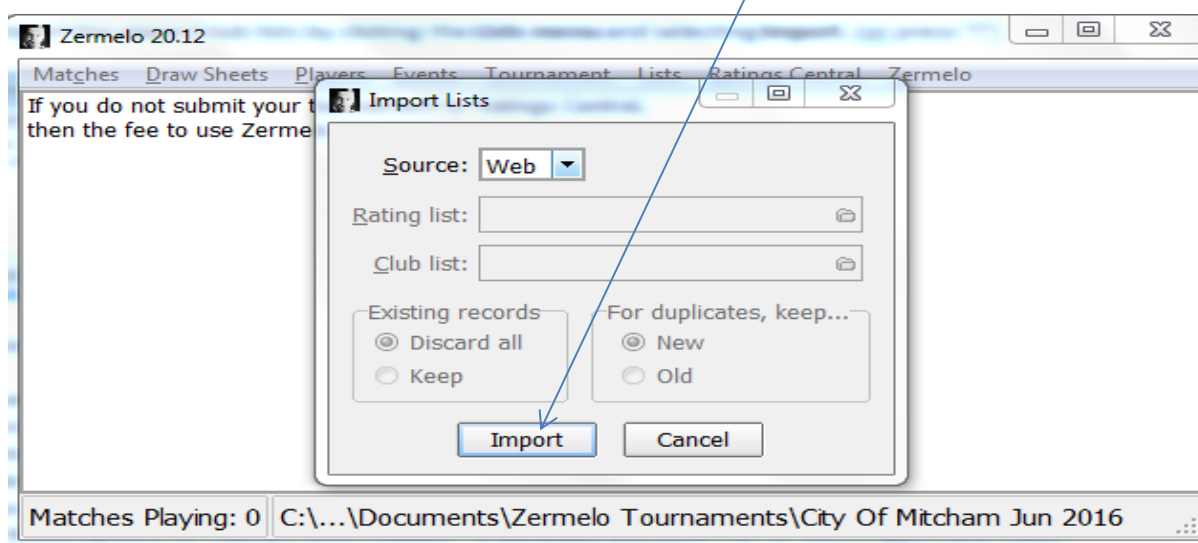 Zermelo 20.12
Matches Draw Sheets Players Events Tournament Lists Ratings Central Zermelo
If you do not submit your t
then the fee to use Zerme
Import Lists
Source: Web
Rating list:
Club list:
Existing records
Discard all
Keep
For duplicates, keep...
New
Old
Import Cancel
Matches Playing: 0 C:\...\Documents\Zermelo Tournaments\City Of Mitcham Jun 2016